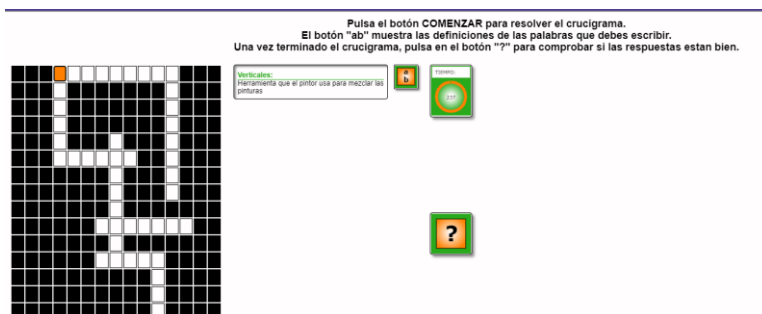 Pulsa el botón COMENZAR para resolver el crucigrama.
El botón "ab" muestra las definiciones de las palabras que debes escribir.
Una vez terminado el crucigrama, pulsa en el botón "?" para comprobar si las respuestas estan bien.
Verticales:
Herramienta que el pintor usa para mezclar las
pinturas
a
b
TIEMPO:
237
?